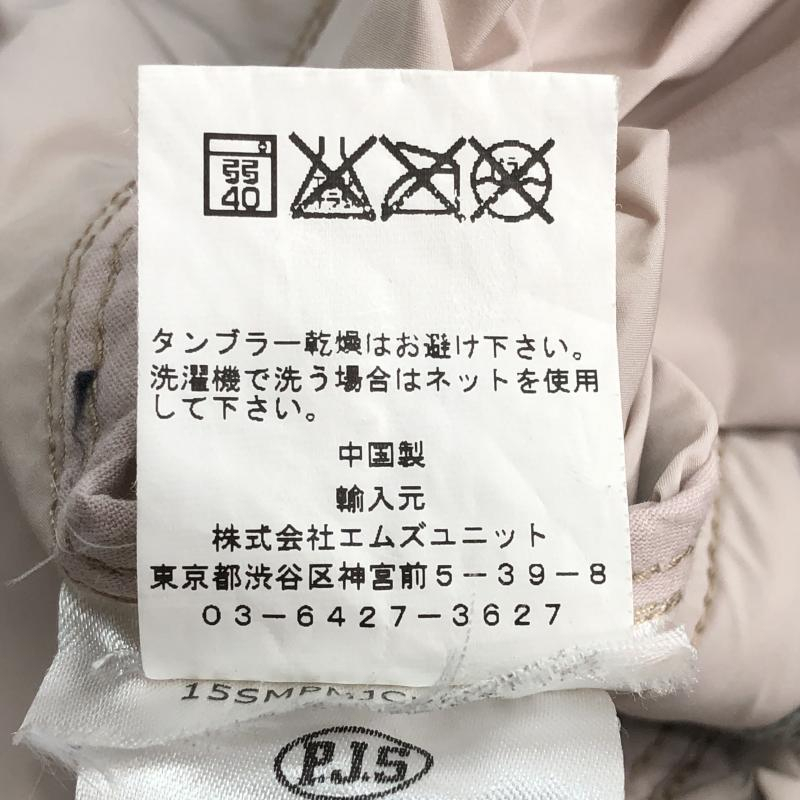 弱
40
タンブラー乾燥はお避け下さい。
洗濯機で洗う場合はネットを使用
して下さい。
中国製
輸入元
株式会社エムズユニット
東京都渋谷区神宮前5-39-8
03-6427-3627
P.J.S